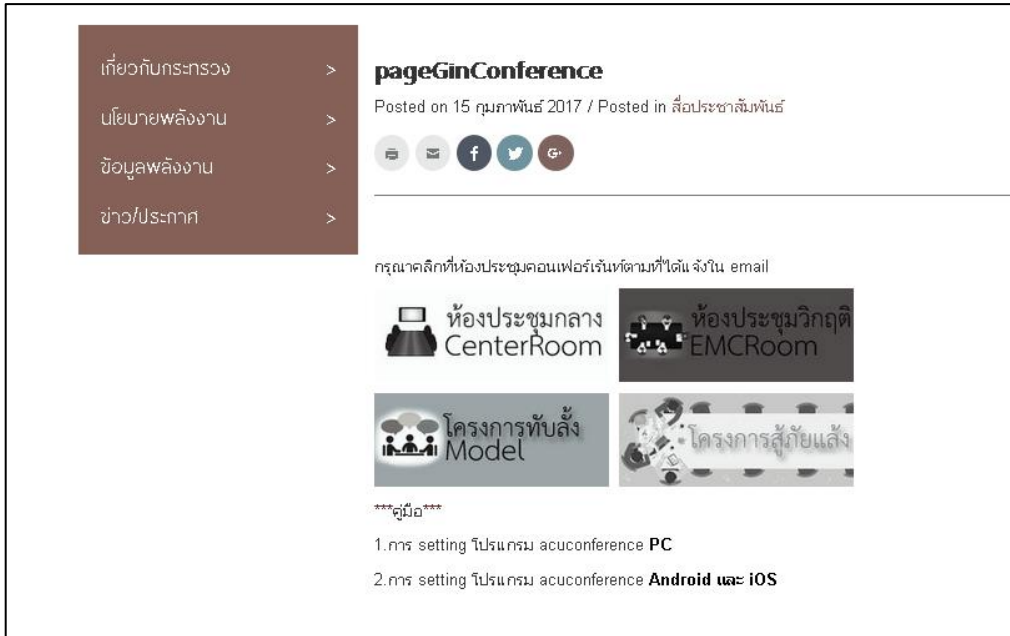 เกี่ยวกับกระทรวง >
นโยบายพลังงาน >
ข้อมูลพลังงาน >
ข่าว/ประกาศ >
pageGinConference
Posted on 15 กุมภาพันธ์ 2017 / Posted in สื่อประชาสัมพันธ์
กรุณาคลิกที่ห้องประชุมคอนเฟอร์เร้นท์ตามที่ได้แจ้งใน email
ห้องประชุมกลาง
CenterRoom
ห้องประชุมวิกฤติ
EMCRoom
โครงการทับลั้ง
Model
โครงการสู้ภัยแล้ง
***คู่มือ***
1.การ setting โปรแกรม acuconference PC
2.การ setting โปรแกรม acuconference Android และ iOS